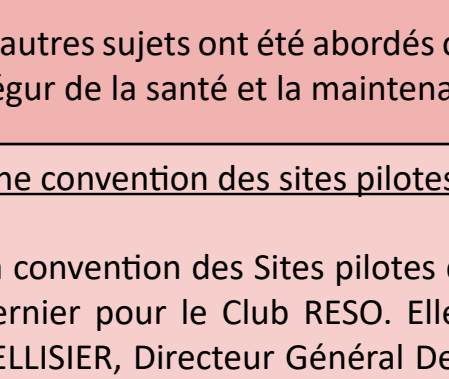 autres sujets ont été abordés
égur de la santé et la maintena
ne convention des sites pilotes
convention des Sites pilotes
ernier pour le Club RESO. Elle
ELLISIER, Directeur Général De